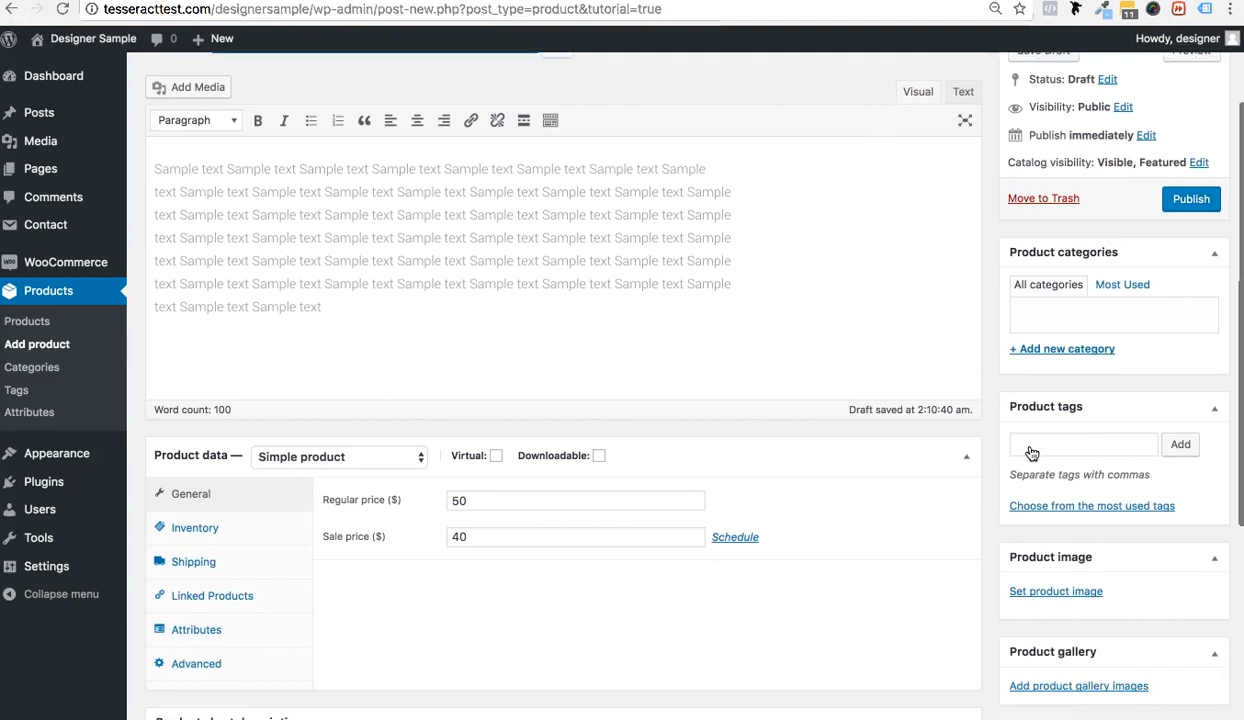 tesseracttest.com/designersample/wp-admin/post-new.php?post_type=product&tutorial=true
11
Designer Sample 0 New Howdy, designer
Dashboard
Posts
Media
Pages
Comments
Contact
WooCommerce
Products
Products
Add product
Categories
Tags
Attributes
Appearance
Plugins
Users
Tools
Settings
Collapse menu
Add Media
Visual Text
Paragraph
Sample text Sample text Sample text Sample text Sample text Sample text Sample
text Sample text Sample text Sample text Sample text Sample text Sample text Sample
text Sample text Sample text Sample text Sample text Sample text Sample text Sample
text Sample text Sample text Sample text Sample text Sample text Sample text Sample
text Sample text Sample text Sample text Sample text Sample text Sample text Sample
text Sample text Sample text Sample text Sample text Sample text Sample text Sample
text Sample text Sample text
Word count: 100 Draft saved at 2:10:40 am.
Product data — Simple product Virtual: Downloadable:
General
Inventory
Shipping
Linked Products
Attributes
Advanced
Regular price ($) 50
Sale price ($) 40 Schedule
Save Draft Preview
Status: Draft Edit
Visibility: Public Edit
Publish immediately Edit
Catalog visibility: Visible, Featured Edit
Move to Trash Publish
Product categories
All categories Most Used
+ Add new category
Product tags
Add
Separate tags with commas
Choose from the most used tags
Product image
Set product image
Product gallery
Add product gallery images